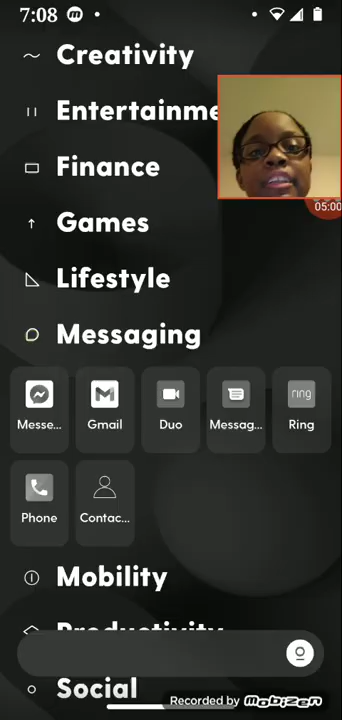 7:08
Creativity
Entertainme
05:00
Finance
Games
Lifestyle
Messaging
ring
Messe... Gmail Duo Messag... Ring
Phone Contac...
Mobility
Productivity
Social
Recorded by Mobizen